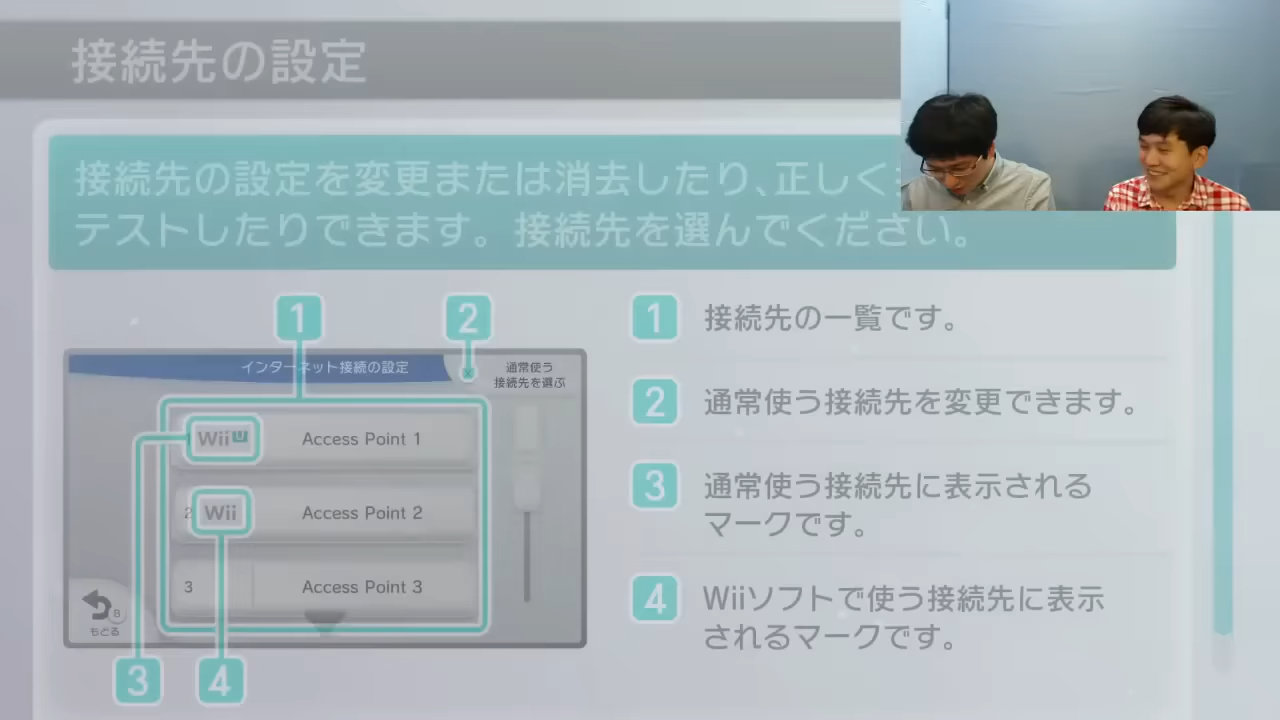 接続先の設定
接続先の設定を変更または消去したり、正しく
テストしたりできます。接続先を選んでください。
1
2
インターネット接続の設定
通常使う
接続先を選ぶ
1
Wii U
Access Point 1
2
Wii
Access Point 2
3
Access Point 3
B
もどる
3
4
1
接続先の一覧です。
2
通常使う接続先を変更できます。
3
通常使う接続先に表示される
マークです。
4
Wiiソフトで使う接続先に表示
されるマークです。